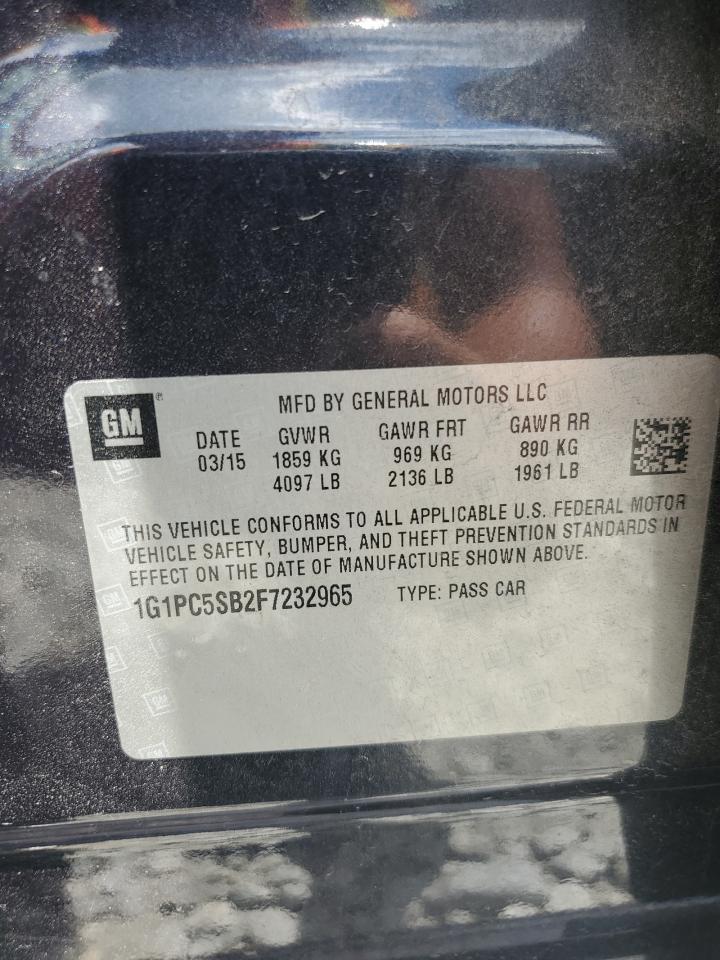 GM
MFD BY GENERAL MOTORS LLC
DATE GVWR GAWR FRT GAWR RR
03/15 1859 KG 969 KG 890 KG
4097 LB 2136 LB 1961 LB
THIS VEHICLE CONFORMS TO ALL APPLICABLE U.S. FEDERAL MOTOR
VEHICLE SAFETY, BUMPER, AND THEFT PREVENTION STANDARDS IN
EFFECT ON THE DATE OF MANUFACTURE SHOWN ABOVE.
1G1PC5SB2F7232965 TYPE: PASS CAR